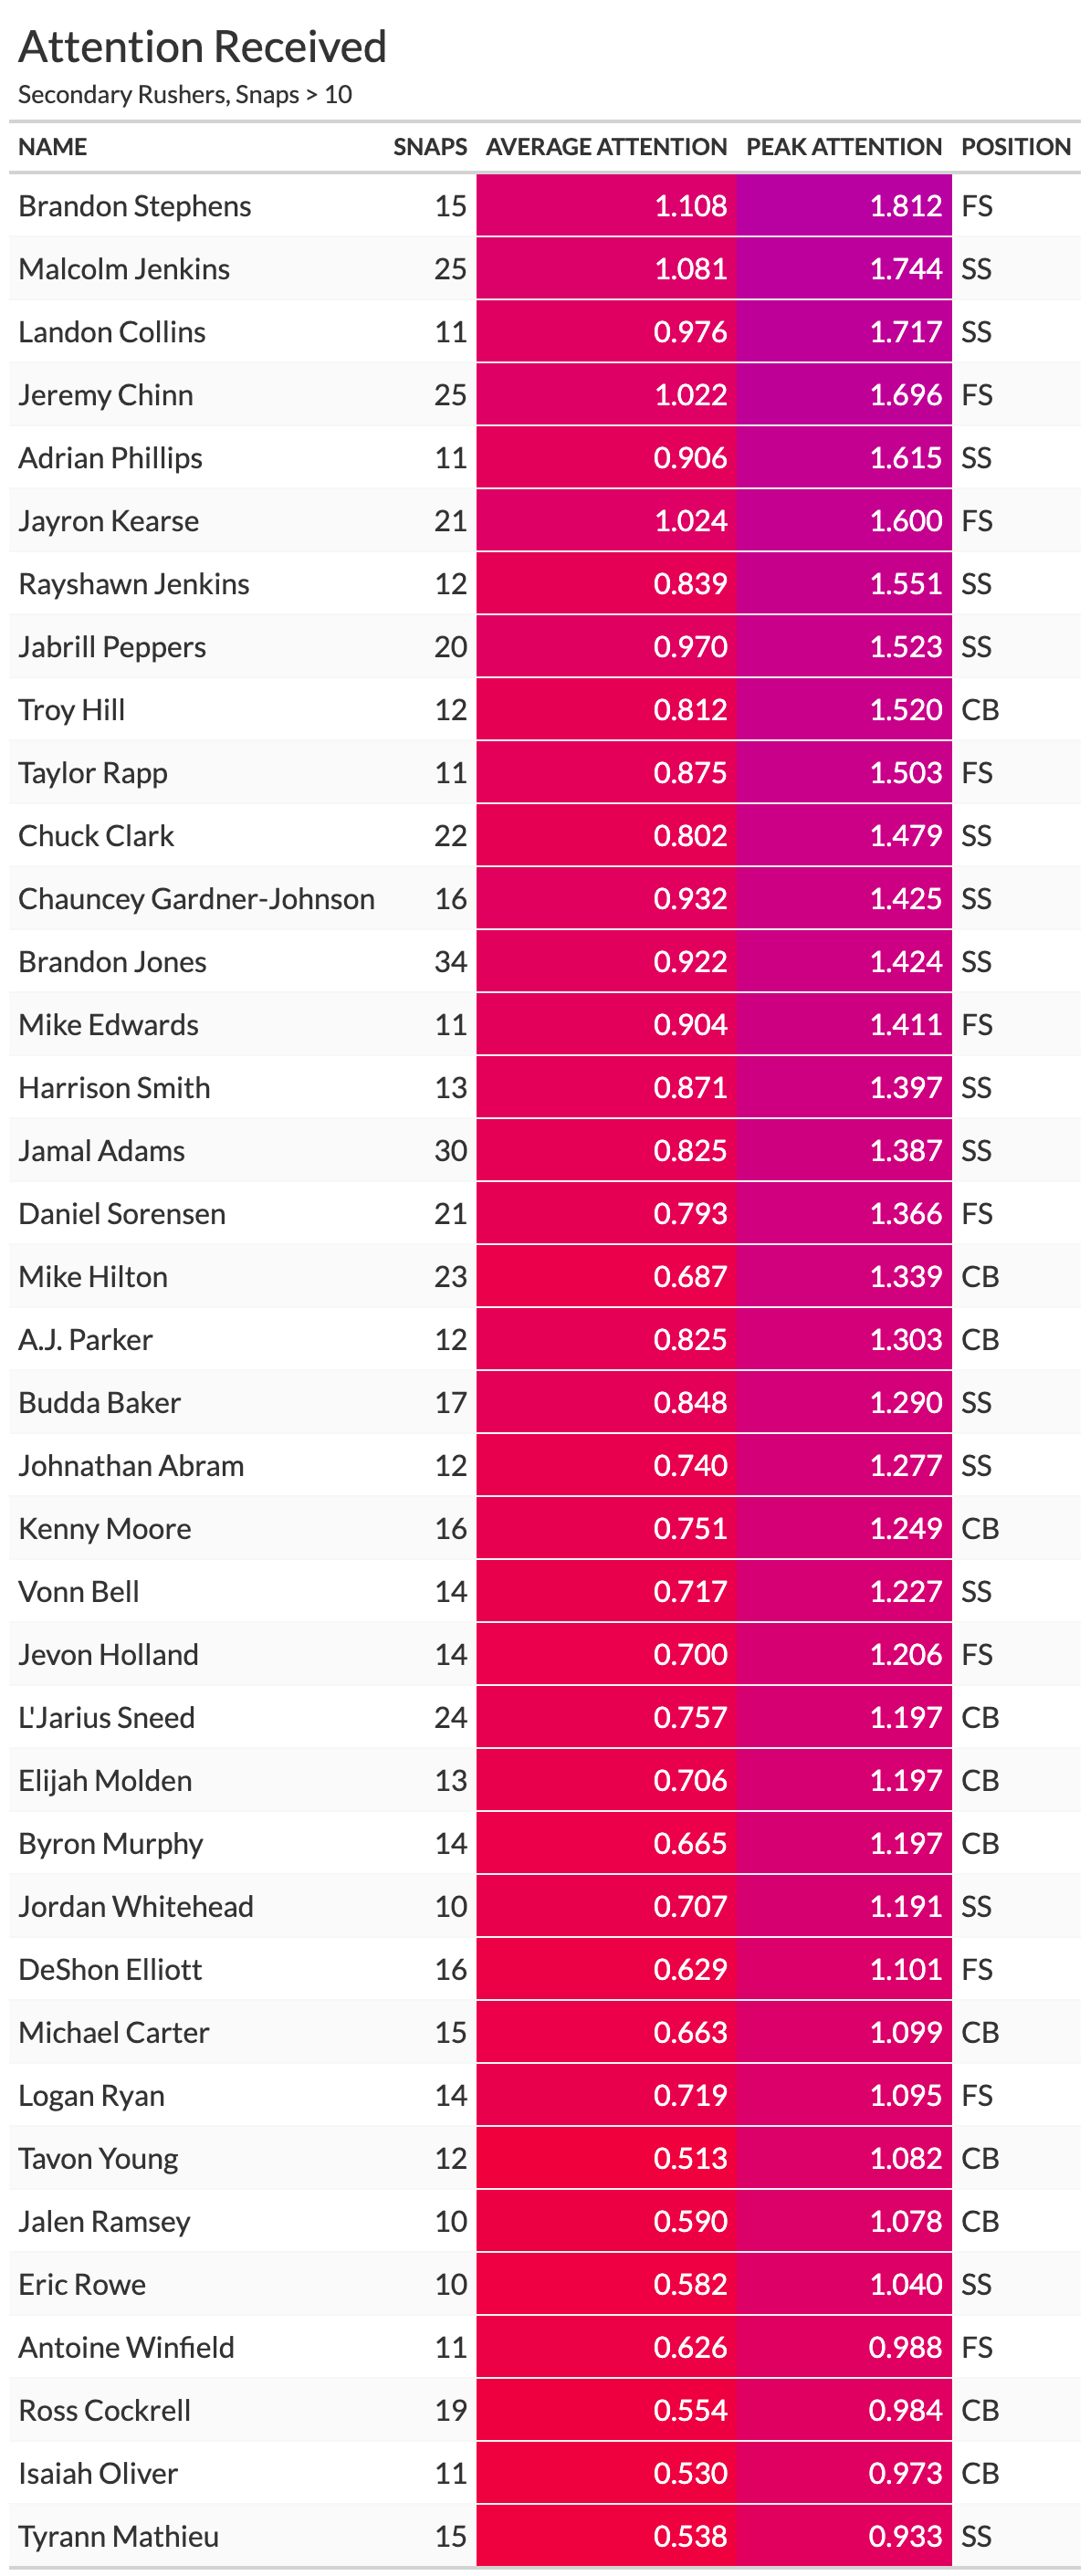 Attention Received
Secondary Rushers, Snaps > 10
NAME SNAPS AVERAGE ATTENTION PEAK ATTENTION POSITION
Brandon Stephens 15 1.108 1.812 FS
Malcolm Jenkins 25 1.081 1.744 SS
Landon Collins 11 0.976 1.717 SS
Jeremy Chinn 25 1.022 1.696 FS
Adrian Phillips 11 0.906 1.615 SS
Jayron Kearse 21 1.024 1.600 FS
Rayshawn Jenkins 12 0.839 1.551 SS
Jabrill Peppers 20 0.970 1.523 SS
Troy Hill 12 0.812 1.520 CB
Taylor Rapp 11 0.875 1.503 FS
Chuck Clark 22 0.802 1.479 SS
Chauncey Gardner-Johnson 16 0.932 1.425 SS
Brandon Jones 34 0.922 1.424 SS
Mike Edwards 11 0.904 1.411 FS
Harrison Smith 13 0.871 1.397 SS
Jamal Adams 30 0.825 1.387 SS
Daniel Sorensen 21 0.793 1.366 FS
Mike Hilton 23 0.687 1.339 CB
A.J. Parker 12 0.825 1.303 CB
Budda Baker 17 0.848 1.290 SS
Johnathan Abram 12 0.740 1.277 SS
Kenny Moore 16 0.751 1.249 CB
Vonn Bell 14 0.717 1.227 SS
Jevon Holland 14 0.700 1.206 FS
L'Jarius Sneed 24 0.757 1.197 CB
Elijah Molden 13 0.706 1.197 CB
Byron Murphy 14 0.665 1.197 CB
Jordan Whitehead 10 0.707 1.191 SS
DeShon Elliott 16 0.629 1.101 FS
Michael Carter 15 0.663 1.099 CB
Logan Ryan 14 0.719 1.095 FS
Tavon Young 12 0.513 1.082 CB
Jalen Ramsey 10 0.590 1.078 CB
Eric Rowe 10 0.582 1.040 SS
Antoine Winfield 11 0.626 0.988 FS
Ross Cockrell 19 0.554 0.984 CB
Isaiah Oliver 11 0.530 0.973 CB
Tyrann Mathieu 15 0.538 0.933 SS